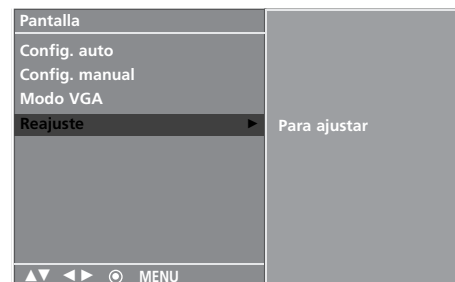 Pantalla
Config. auto
Config. manual
Modo VGA
Reajuste ► Para ajustar
▲▼ ◄► ◉ MENU